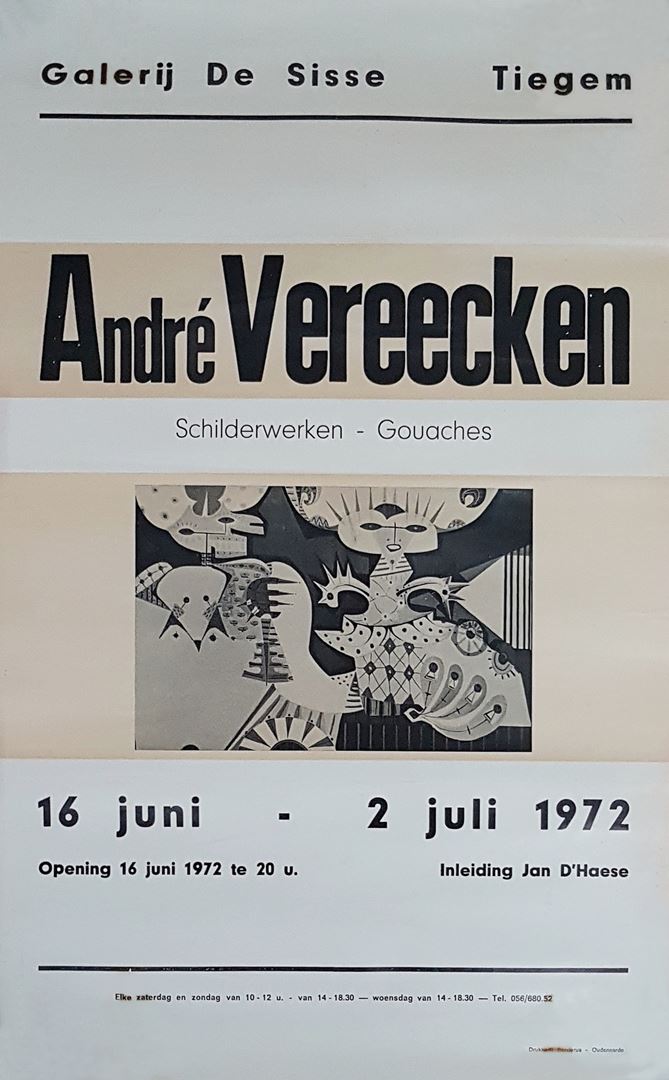 Galerij De Sisse Tiegem
André Vereecken
Schilderwerken - Gouaches
16 juni - 2 juli 1972
Opening 16 juni 1972 te 20 u. Inleiding Jan D'Haese
Elke zaterdag en zondag van 10-12 u. - van 14-18.30 — woensdag van 14-18.30 — Tel. 056/680.52
- Oudenaarde